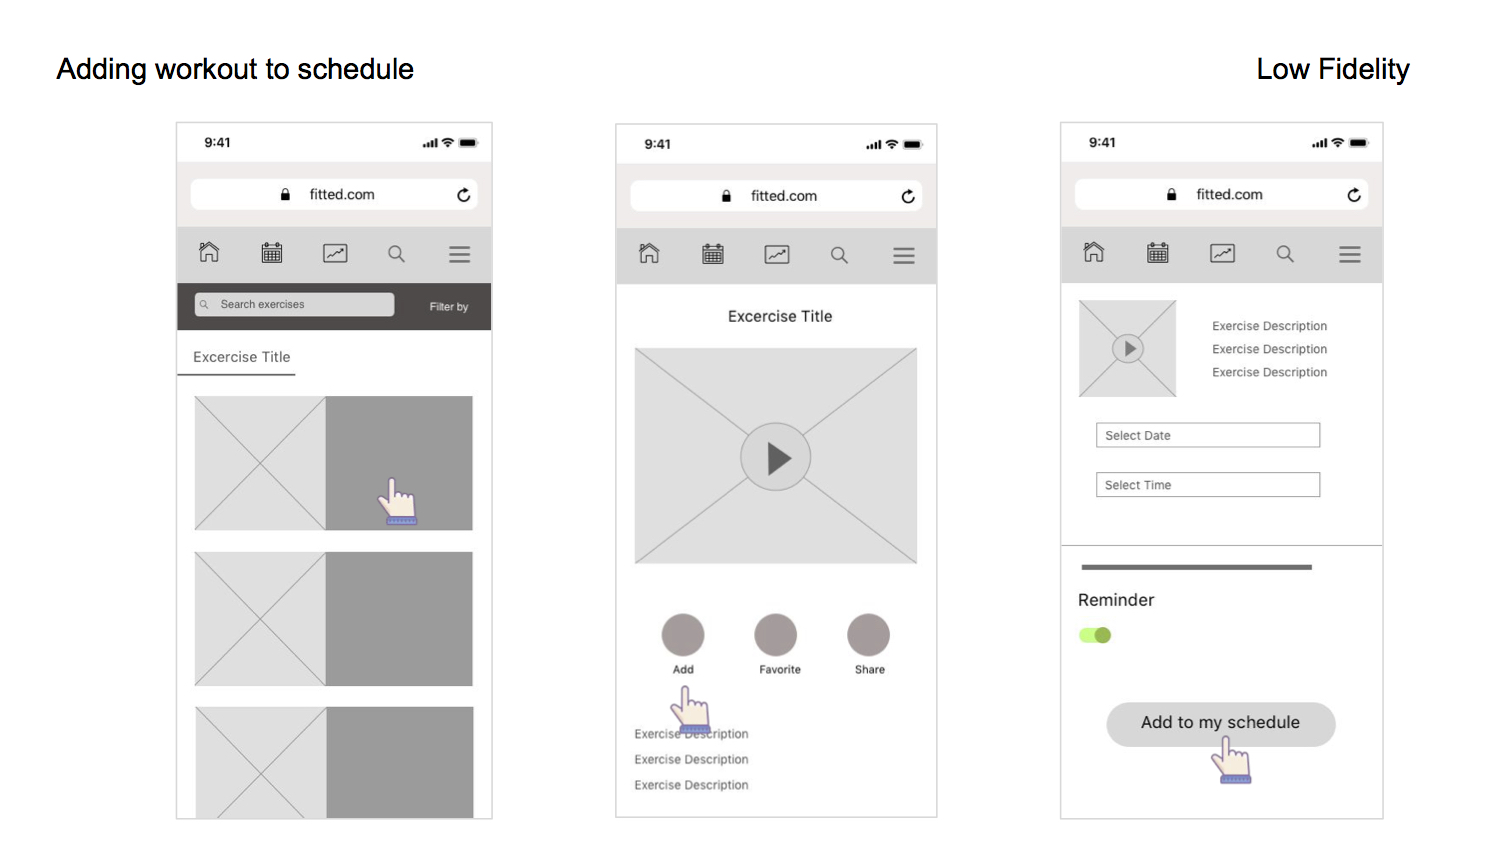 Adding workout to schedule
Low Fidelity
9:41
fitted.com
Search exercises
Filter by
Excercise Title
9:41
fitted.com
Excercise Title
Add
Favorite
Share
Exercise Description
Exercise Description
Exercise Description
9:41
fitted.com
Exercise Description
Exercise Description
Exercise Description
Select Date
Select Time
Reminder
Add to my schedule